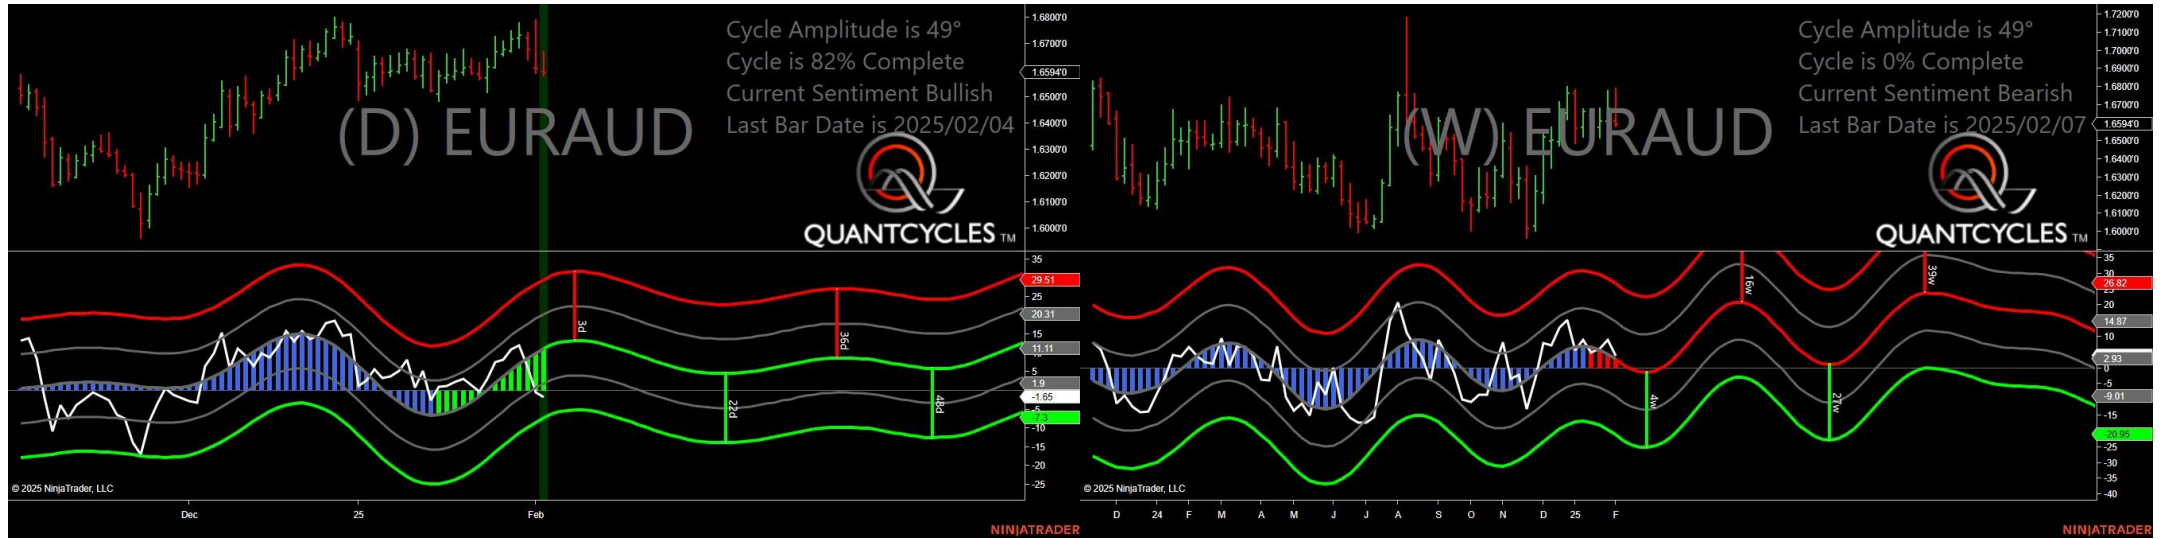 Cycle Amplitude is 49°
Cycle is 82% Complete
Current Sentiment Bullish
Last Bar Date is 2025/02/04
(D) EURAUD
QUANTCYCLES TM
1.6800'0
1.6700'0
1.6594'0
1.6500'0
1.6400'0
1.6300'0
1.6200'0
1.6100'0
1.6000'0
35
29.51
25
20.31
15
11.11
5
1.9
-1.65
-7.3
-10
-15
-20
-25
3d
22d
36d
48d
© 2025 NinjaTrader, LLC
Dec
25
Feb
NINJATRADER
Cycle Amplitude is 49°
Cycle is 0% Complete
Current Sentiment Bearish
Last Bar Date is 2025/02/07
(W) EURAUD
QUANTCYCLES TM
1.7200'0
1.7100'0
1.7000'0
1.6900'0
1.6800'0
1.6700'0
1.6594'0
1.6500'0
1.6400'0
1.6300'0
1.6200'0
1.6100'0
1.6000'0
35
30
26.82
20
14.87
10
2.93
0
-5
-9.01
-15
-20.95
-25
-30
-35
-40
4w
16w
27w
39w
© 2025 NinjaTrader, LLC
D 24 F M A M J J A S O N D 25 F
NINJATRADER